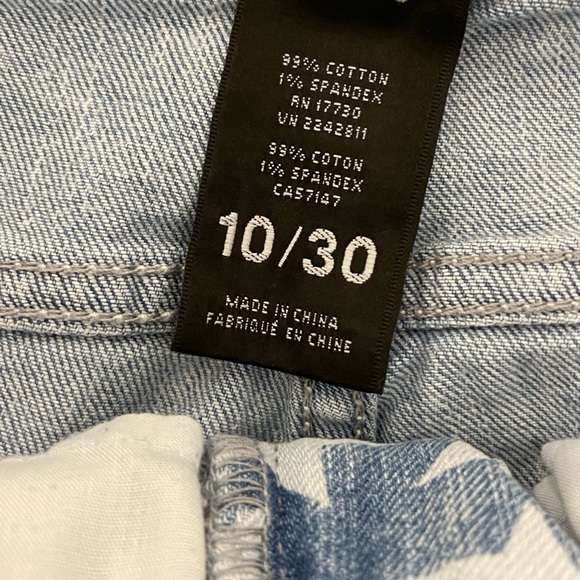 99% COTTON
1% SPANDEX
RN 17730
VN 2242811
99% COTON
1% SPANDEX
CA57147
10/30
MADE IN CHINA
FABRIQUÉ EN CHINE